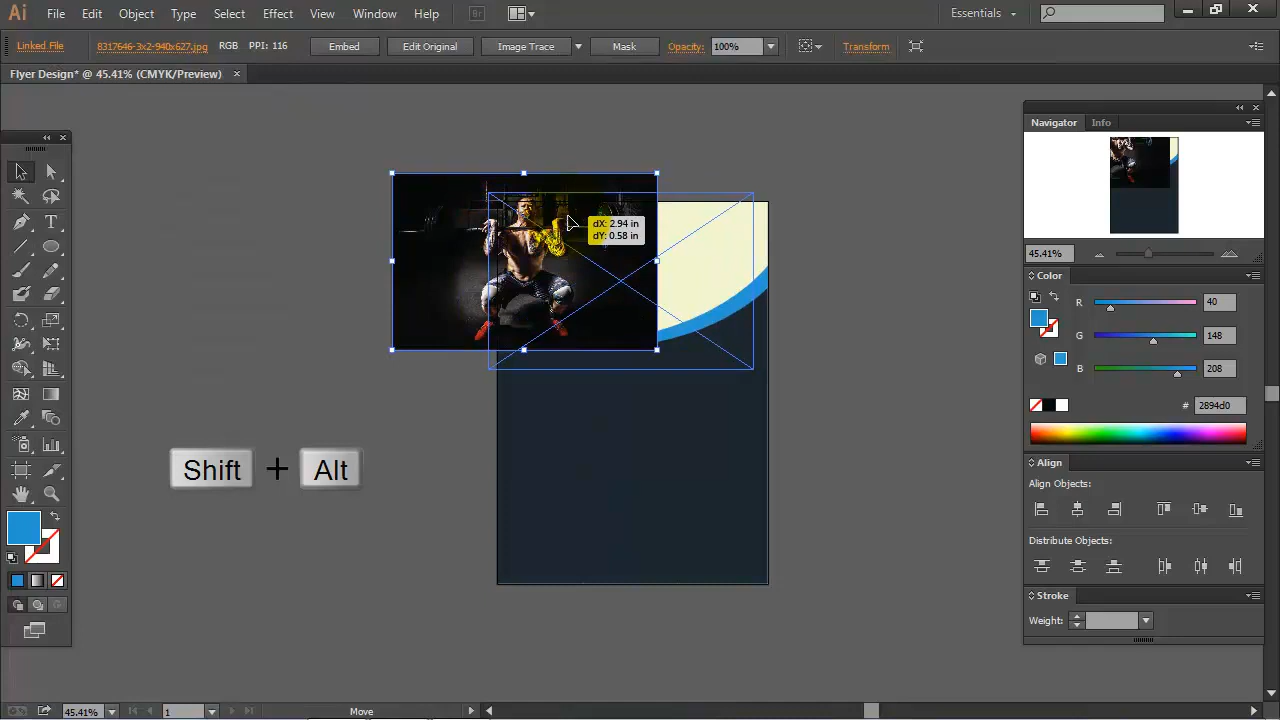 Ai File Edit Object Type Select Effect View Window Help Br Essentials
Linked File 8317646-3x2-940x627.jpg RGB PPI: 116 Embed Edit Original Image Trace Mask Opacity: 100% Transform
Flyer Design* @ 45.41% (CMYK/Preview)
Navigator Info
dX: 2.94 in
dY: 0.58 in
45.41%
Color
R 40
G 148
B 208
# 2894d0
Align
Align Objects:
Shift + Alt
Distribute Objects:
Stroke
Weight:
45.41% 1 Move